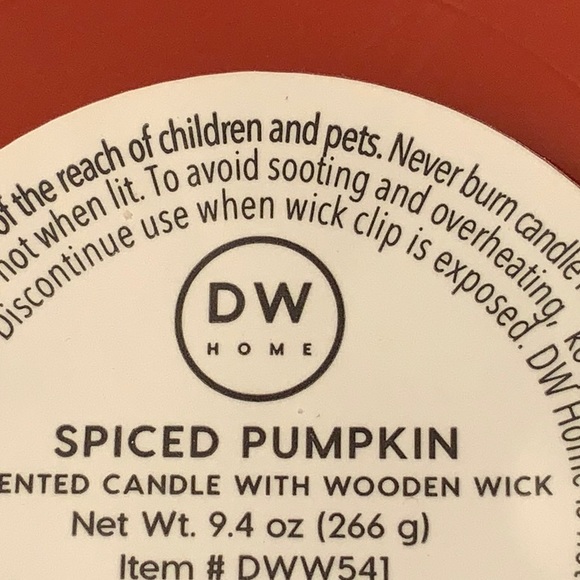 of the reach of children and pets. Never burn candle
not when lit. To avoid sooting and overheating,
Discontinue use when wick clip is exposed. DW Home is
DW
HOME
SPICED PUMPKIN
ENTED CANDLE WITH WOODEN WICK
Net Wt. 9.4 oz (266 g)
Item # DWW541